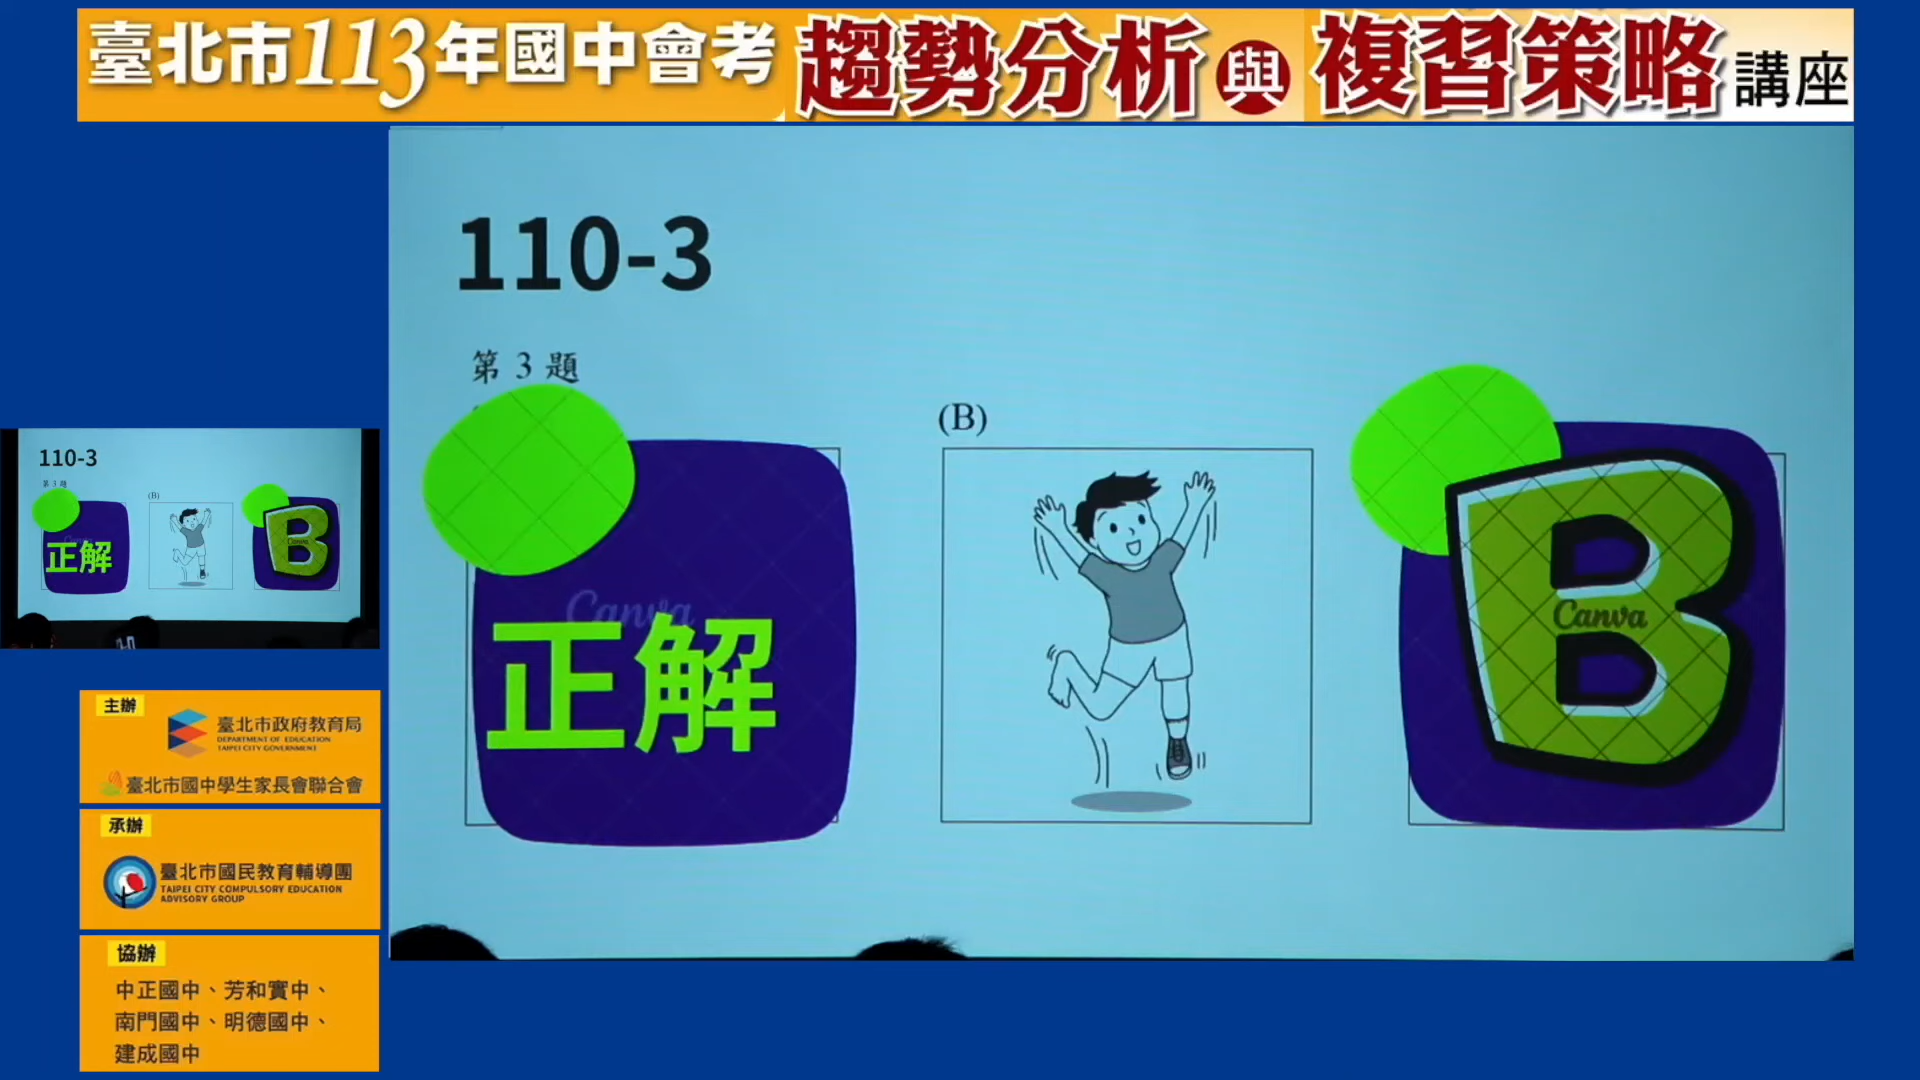 臺北市113年國中會考 趨勢分析與複習策略講座
110-3
第 3 題
(B)
Canva
正解
Canva
B
110-3
第 3 題
(B)
正解
B
主辦
臺北市政府教育局
DEPARTMENT OF EDUCATION
TAIPEI CITY GOVERNMENT
臺北市國中學生家長會聯合會
承辦
臺北市國民教育輔導團
TAIPEI CITY COMPULSORY EDUCATION
ADVISORY GROUP
協辦
中正國中、芳和實中、
南門國中、明德國中、
建成國中